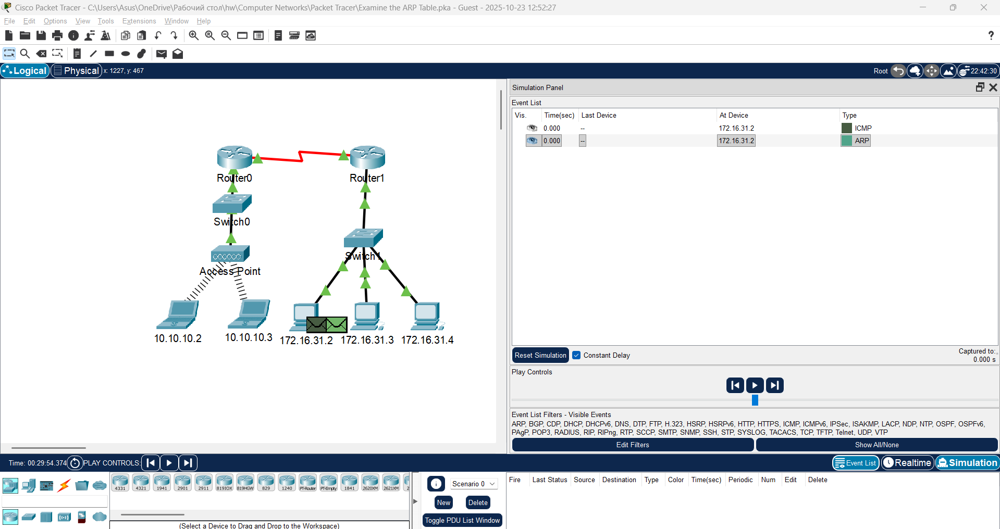 Cisco Packet Tracer - C:\Users\Asus\OneDrive\Рабочий стол\hw\Computer Networks\Packet Tracer\Examine the ARP Table.pka - Guest - 2025-10-23 12:52:27
File Edit Options View Tools Extensions Window Help
Logical Physical x: 1227, y: 467 Root 22:42:30
Simulation Panel
Event List
Vis. Time(sec) Last Device At Device Type
0.000 -- 172.16.31.2 ICMP
0.000 -- 172.16.31.2 ARP
Router0 Router1
Switch0
Switch1
Access Point
10.10.10.2 10.10.10.3 172.16.31.2 172.16.31.3 172.16.31.4
Reset Simulation Constant Delay Captured to:
0.000 s
Play Controls
Event List Filters - Visible Events
ARP, BGP, CDP, DHCP, DHCPv6, DNS, DTP, FTP, H.323, HSRP, HSRPv6, HTTP, HTTPS, ICMP, ICMPv6, IPSec, ISAKMP, LACP, NDP, NTP, OSPF, OSPFv6,
PAgP, POP3, RADIUS, RIP, RIPng, RTP, SCCP, SMTP, SNMP, SSH, STP, SYSLOG, TACACS, TCP, TFTP, Telnet, UDP, VTP
Edit Filters Show All/None
Time: 00:29:54.374 PLAY CONTROLS: Event List Realtime Simulation
4331 4321 1941 2901 2911 819IOX 819HGW 829 1240 PT-Router PT-Empty 1841 2620XM 2621XM 2
Scenario 0
New Delete
Toggle PDU List Window
Fire Last Status Source Destination Type Color Time(sec) Periodic Num Edit Delete
(Select a Device to Drag and Drop to the Workspace)